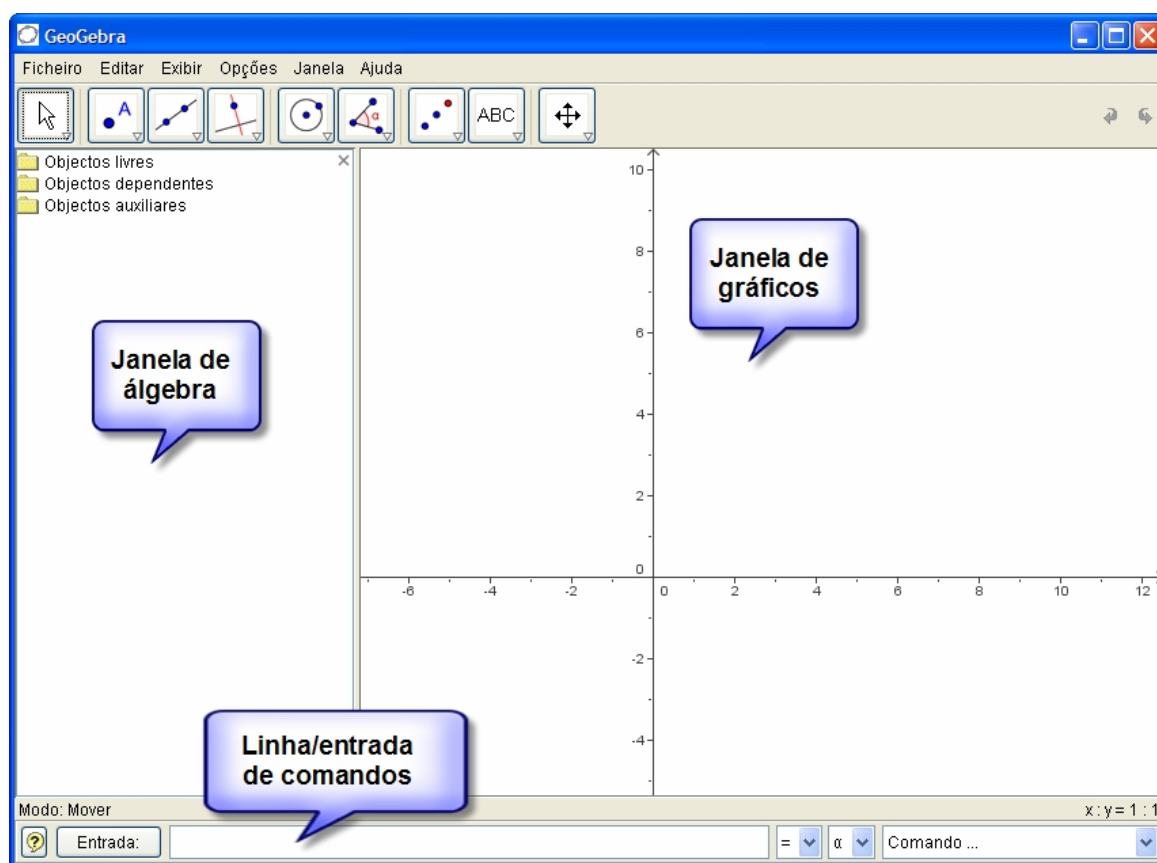 GeoGebra
Ficheiro Editar Exibir Opções Janela Ajuda
A α ABC
Objectos livres
Objectos dependentes
Objectos auxiliares
Janela de
álgebra
Janela de
gráficos
10
8
6
4
2
0
-6 -4 -2 0 2 4 6 8 10 12
-2
-4
Linha/entrada
de comandos
Modo: Mover x : y = 1 : 1
? Entrada: = α Comando ...